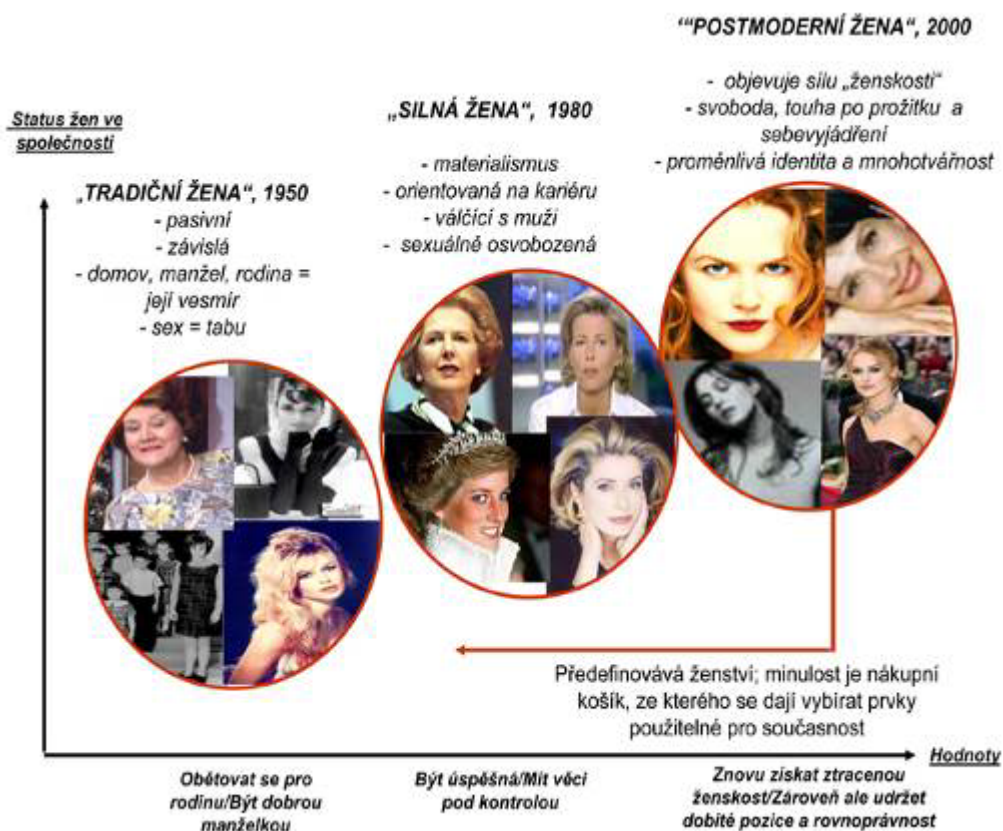 '“POSTMODERNÍ ŽENA“, 2000
- objevuje sílu „ženskosti“
- svoboda, touha po prožitku a
sebevyjádření
- proměnlivá identita a mnohotvářnost
„SILNÁ ŽENA“, 1980
- materialismus
- orientovaná na kariéru
- válčící s muži
- sexuálně osvobozená
Status žen ve
společnosti
„TRADIČNÍ ŽENA“, 1950
- pasivní
- závislá
- domov, manžel, rodina =
její vesmír
- sex = tabu
Předefinovává ženství; minulost je nákupní
košík, ze kterého se dají vybírat prvky
použitelné pro současnost
Hodnoty
Obětovat se pro
rodinu/Být dobrou
manželkou
Být úspěšná/Mít věci
pod kontrolou
Znovu získat ztracenou
ženskost/Zároveň ale udržet
dobité pozice a rovnoprávnost